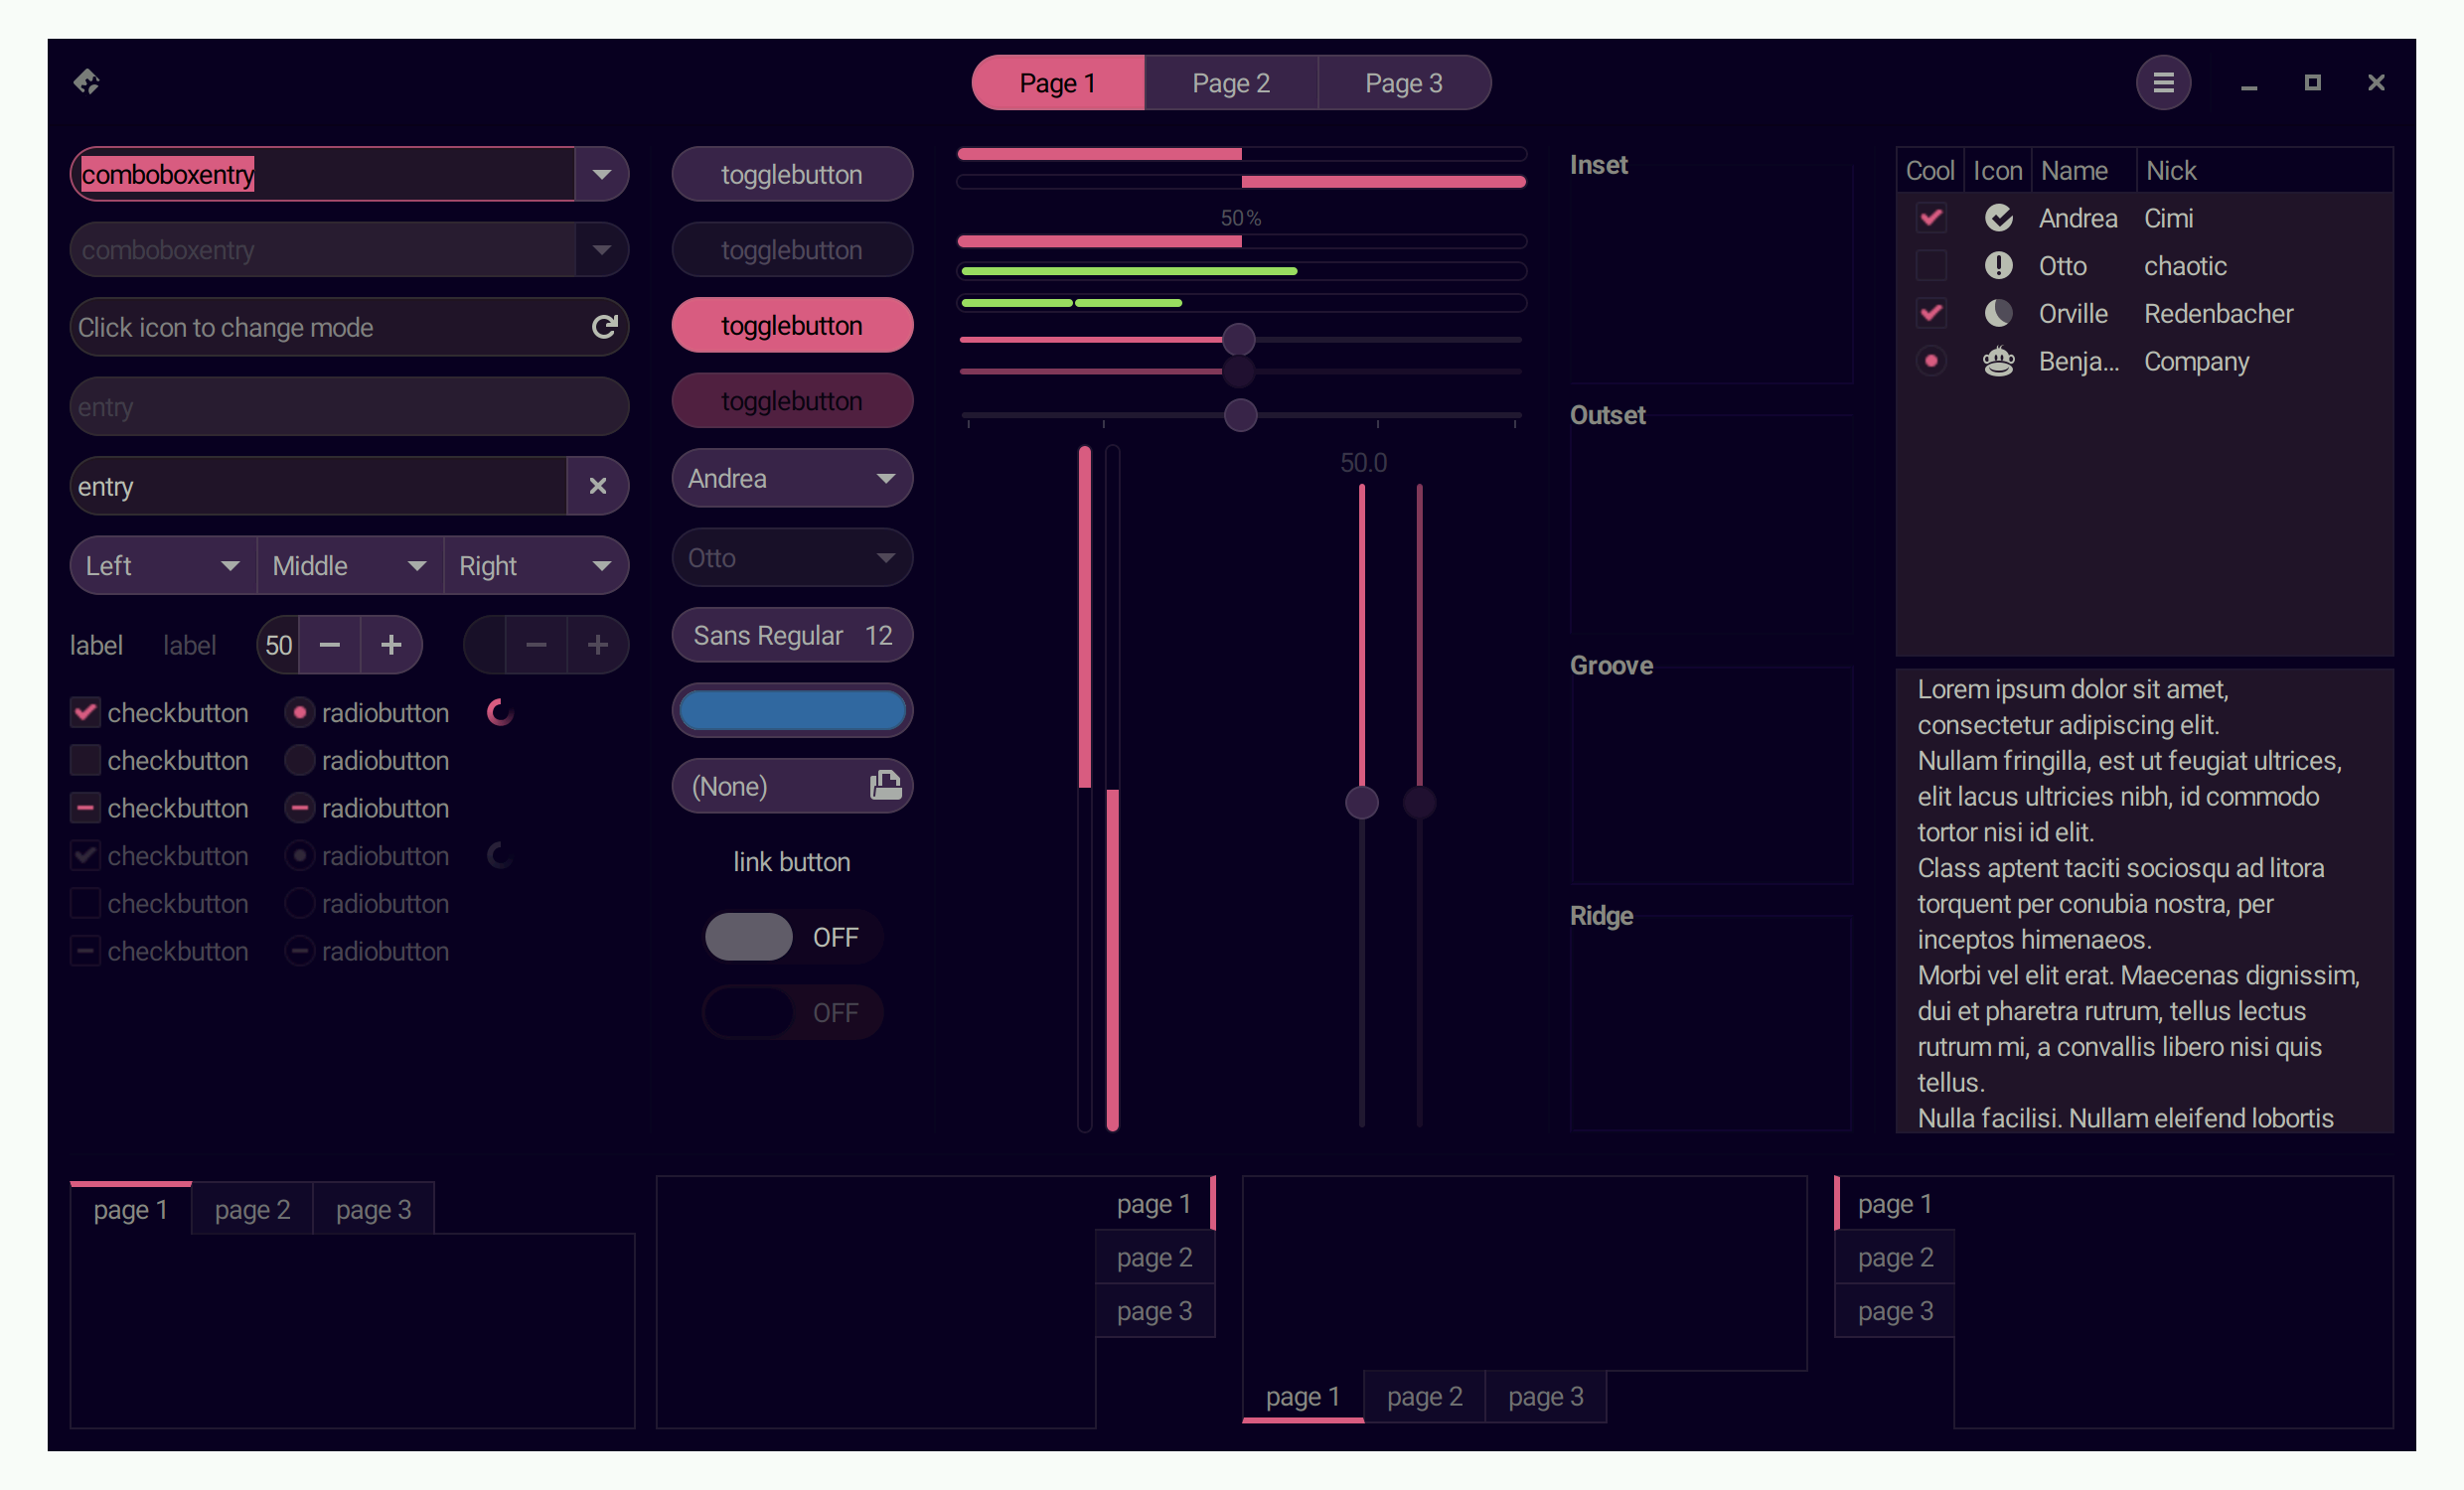 Page 1
Page 2
Page 3
comboboxentry
comboboxentry
Click icon to change mode
entry
entry
Left
Middle
Right
label
label
50
checkbutton
radiobutton
checkbutton
radiobutton
checkbutton
radiobutton
checkbutton
radiobutton
checkbutton
radiobutton
checkbutton
radiobutton
togglebutton
togglebutton
togglebutton
togglebutton
Andrea
Otto
Sans Regular 12
(None)
link button
OFF
OFF
50%
50.0
Inset
Outset
Groove
Ridge
Cool Icon Name Nick
Andrea Cimi
Otto chaotic
Orville Redenbacher
Benja... Company
Lorem ipsum dolor sit amet,
consectetur adipiscing elit.
Nullam fringilla, est ut feugiat ultrices,
elit lacus ultricies nibh, id commodo
tortor nisi id elit.
Class aptent taciti sociosqu ad litora
torquent per conubia nostra, per
inceptos himenaeos.
Morbi vel elit erat. Maecenas dignissim,
dui et pharetra rutrum, tellus lectus
rutrum mi, a convallis libero nisi quis
tellus.
Nulla facilisi. Nullam eleifend lobortis
page 1
page 2
page 3
page 1
page 2
page 3
page 1
page 2
page 3
page 1
page 2
page 3